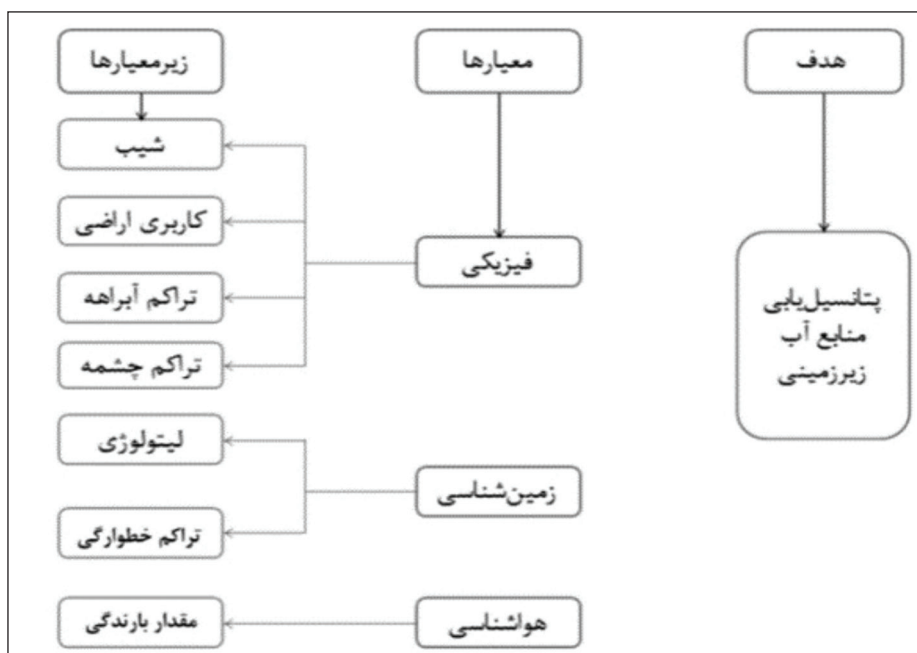 هدف
معیارها
زیرمعیارها
پتانسیل‌یابی
منابع آب
زیرزمینی
فیزیکی
شیب
کاربری اراضی
تراکم آبراهه
تراکم چشمه
زمین‌شناسی
لیتولوژی
تراکم خطوارگی
هواشناسی
مقدار بارندگی